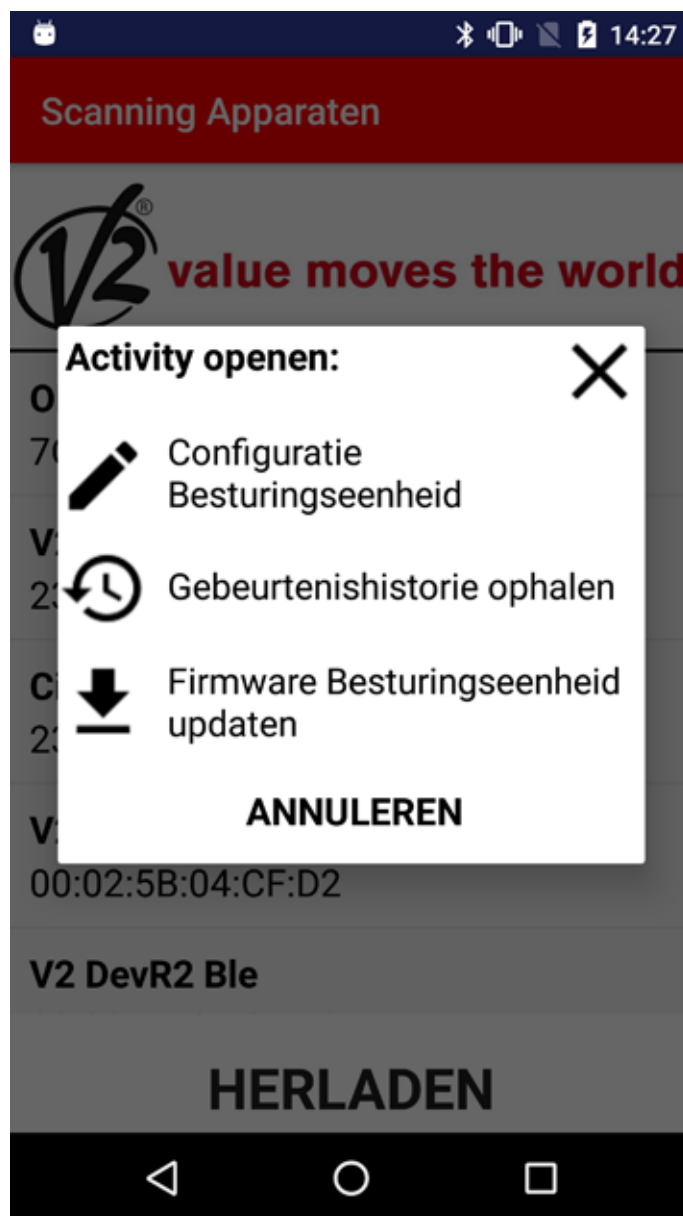 14:27
Scanning Apparaten
V2®
value moves the world
Activity openen:
Configuratie
Besturingseenheid
Gebeurtenishistorie ophalen
Firmware Besturingseenheid
updaten
ANNULEREN
00:02:5B:04:CF:D2
V2 DevR2 Ble
HERLADEN